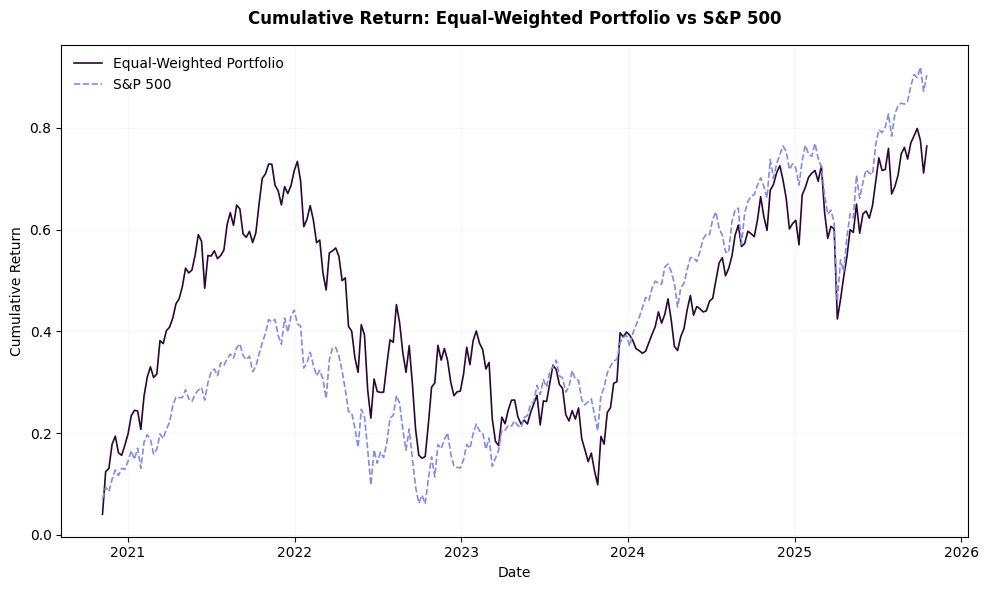 Cumulative Return: Equal-Weighted Portfolio vs S&P 500
Equal-Weighted Portfolio
S&P 500
Cumulative Return
0.8
0.6
0.4
0.2
0.0
2021
2022
2023
2024
2025
2026
Date